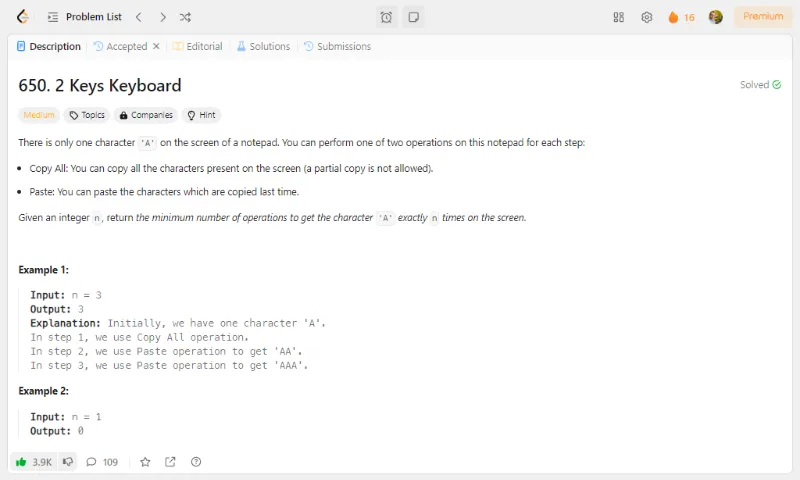 Problem List
16
Premium
Description
Accepted
Editorial
Solutions
Submissions
650. 2 Keys Keyboard
Solved
Medium
Topics
Companies
Hint
There is only one character 'A' on the screen of a notepad. You can perform one of two operations on this notepad for each step:
• Copy All: You can copy all the characters present on the screen (a partial copy is not allowed).
• Paste: You can paste the characters which are copied last time.
Given an integer n, return the minimum number of operations to get the character 'A' exactly n times on the screen.
Example 1:
Input: n = 3
Output: 3
Explanation: Initially, we have one character 'A'.
In step 1, we use Copy All operation.
In step 2, we use Paste operation to get 'AA'.
In step 3, we use Paste operation to get 'AAA'.
Example 2:
Input: n = 1
Output: 0
3.9K
109